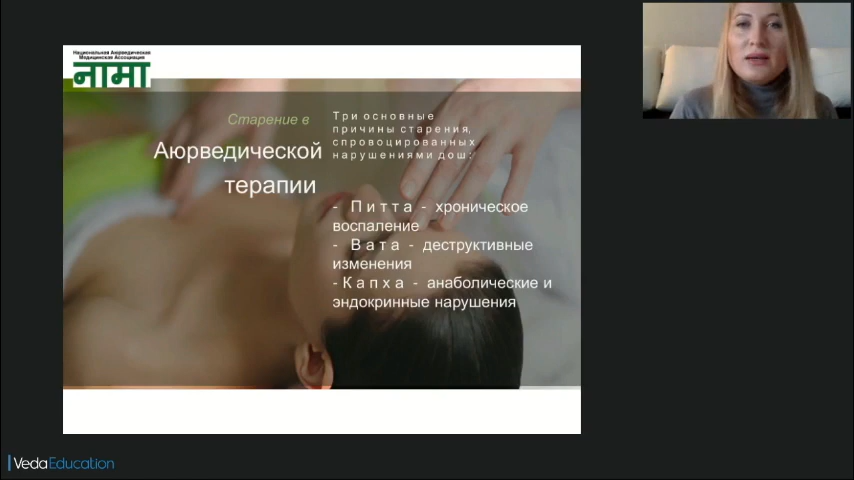 Национальная Аюрведическая
Медицинская Ассоциация
नामा
Старение в
Аюрведической
терапии
Три основные
причины старения,
спровоцированных
нарушениями дош:
- Питта - хроническое
воспаление
- Вата - деструктивные
изменения
- Капха - анаболические и
эндокринные нарушения
VedaEducation